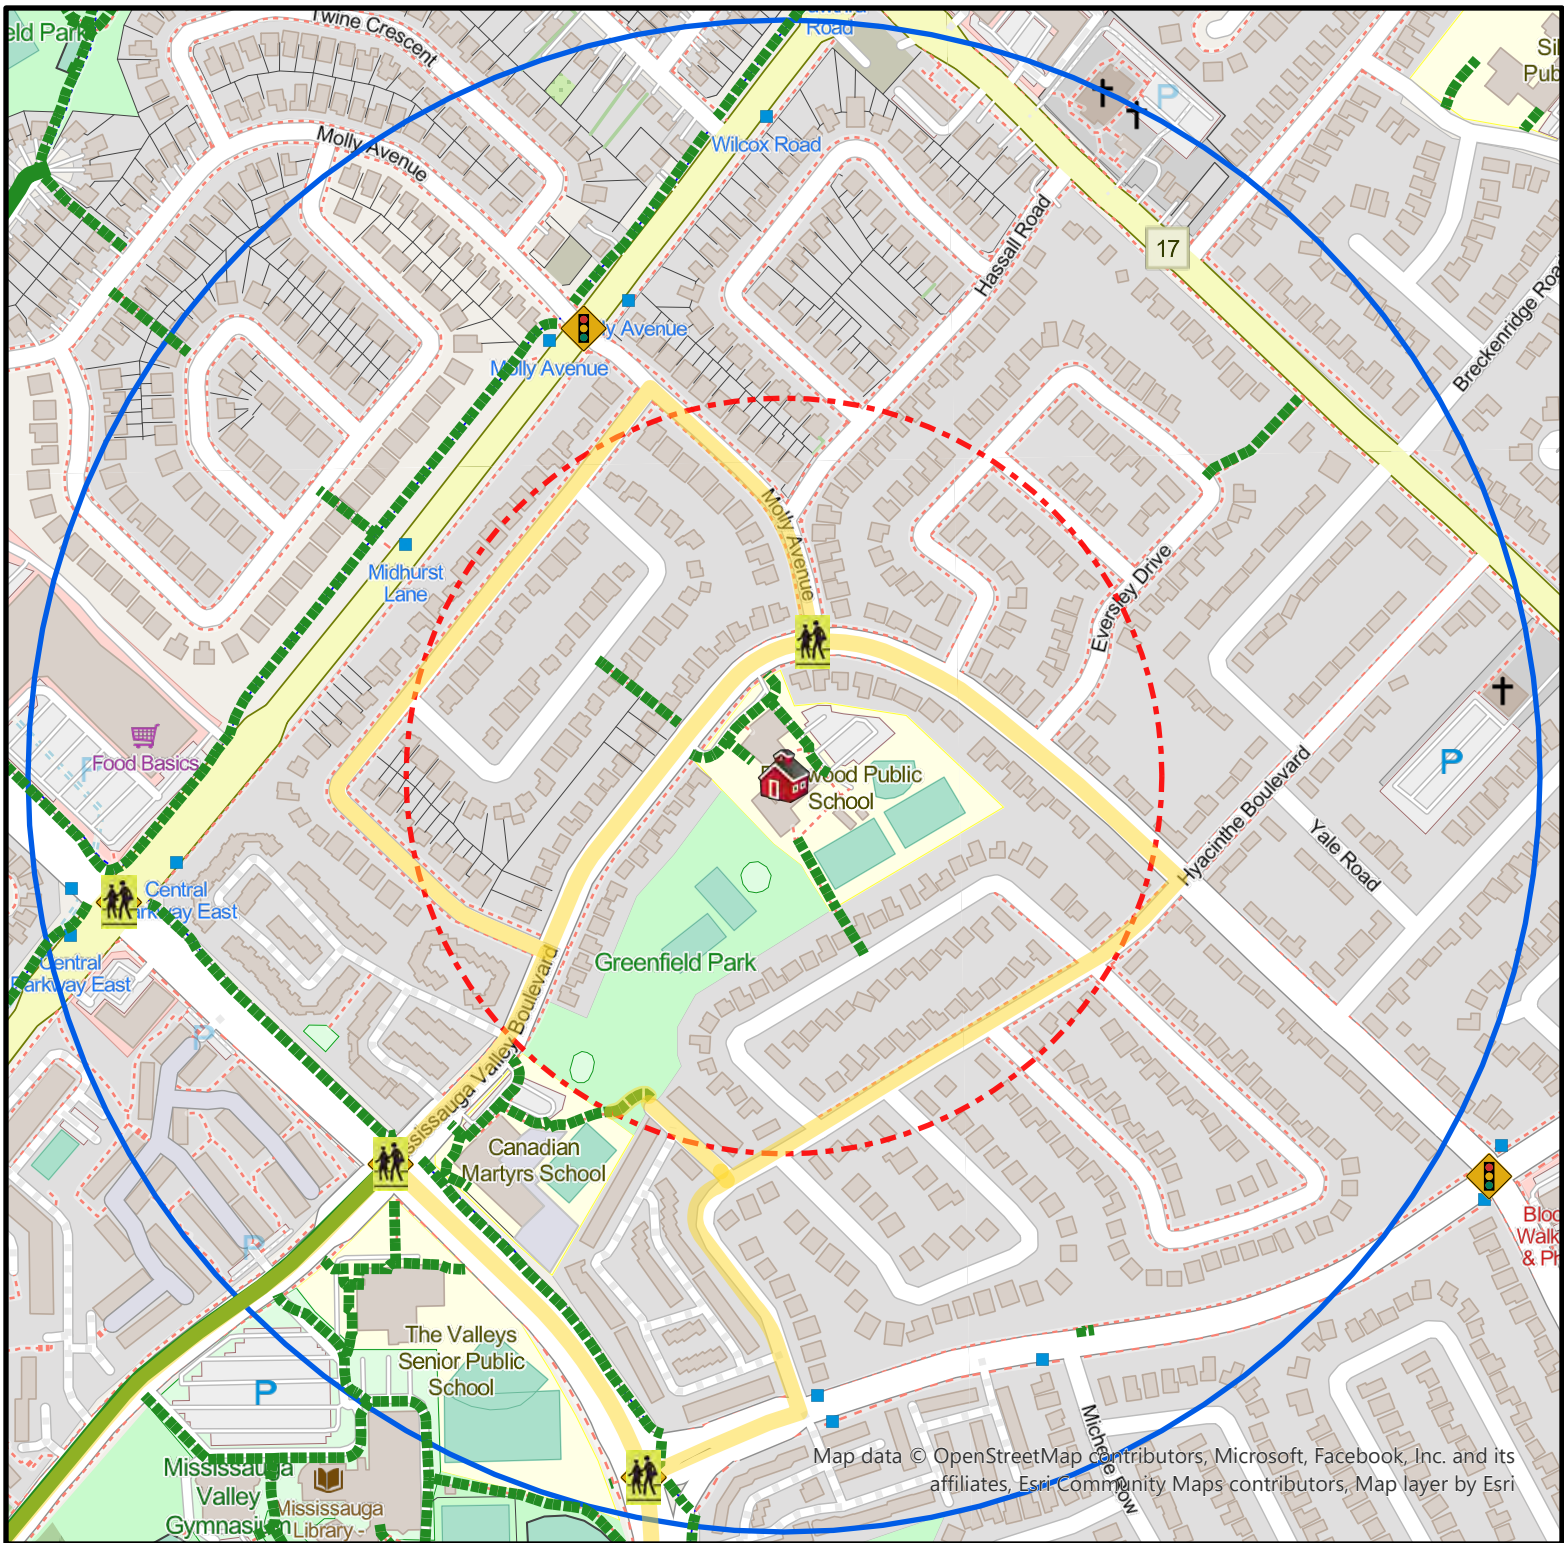 Road
Twine Crescent
P
Wilcox Road
Molly Avenue
Hassall Road
17
Breckenridge Road
Molly Avenue
Molly Avenue
Midhurst
Lane
Eversley Drive
Food Basics
P
School
Hyacinthe Boulevard
Yale Road
P
Central
Parkway East
Central
Parkway East
P
Greenfield Park
Mississauga Valley Boulevard
Canadian
Martyrs School
P
The Valleys
Senior Public
School
P
Mississauga
Valley
Gymnasium
Mississauga
Library -
Map data © OpenStreetMap contributors, Microsoft, Facebook, Inc. and its
affiliates, Esri Community Maps contributors, Map layer by Esri